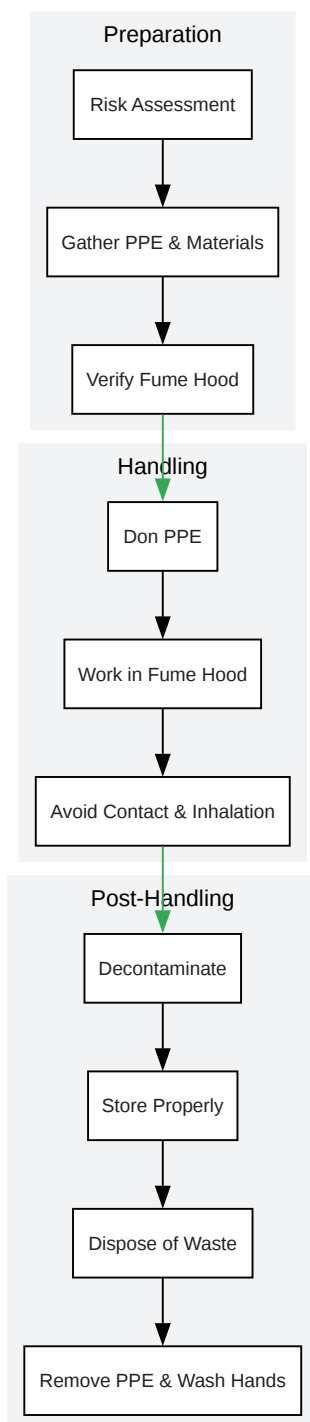 Preparation
Risk Assessment
Gather PPE & Materials
Verify Fume Hood
Handling
Don PPE
Work in Fume Hood
Avoid Contact & Inhalation
Post-Handling
Decontaminate
Store Properly
Dispose of Waste
Remove PPE & Wash Hands